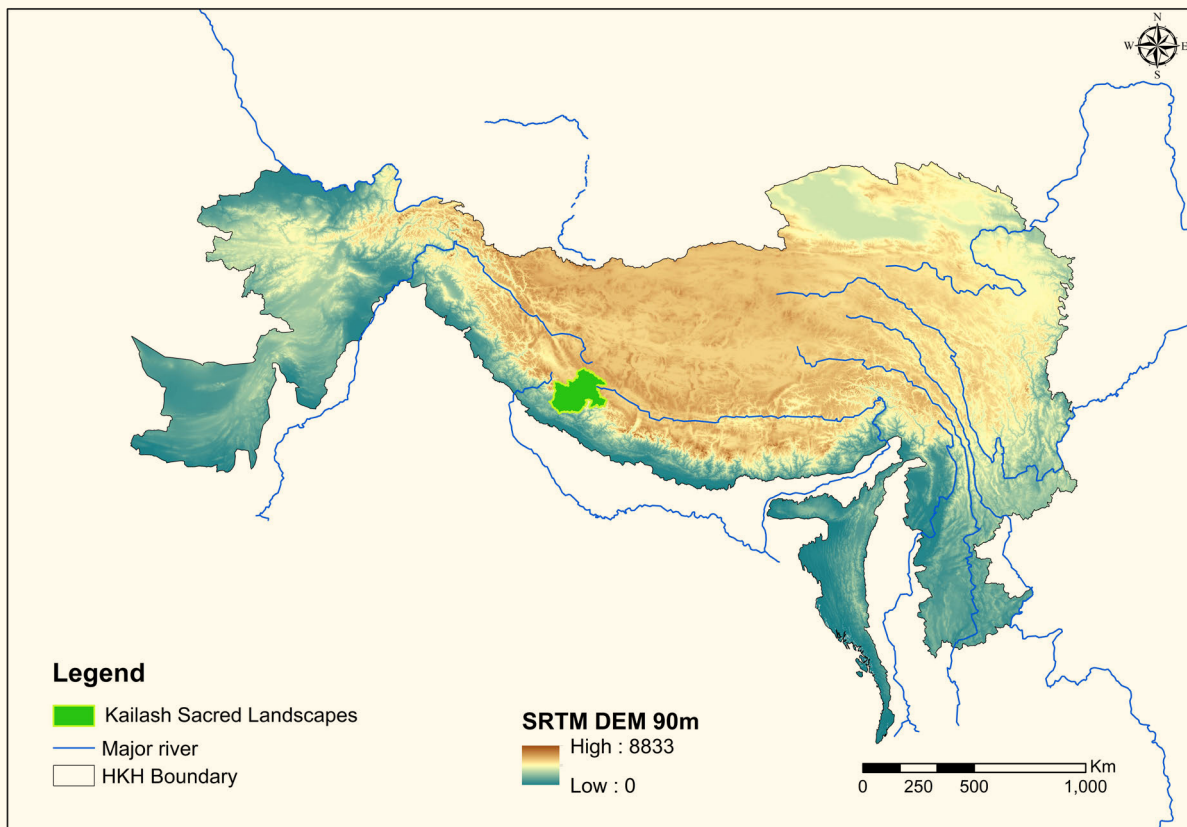 N
W E
S
Legend
Kailash Sacred Landscapes
Major river
HKH Boundary
SRTM DEM 90m
High : 8833
Low : 0
Km
0 250 500 1,000